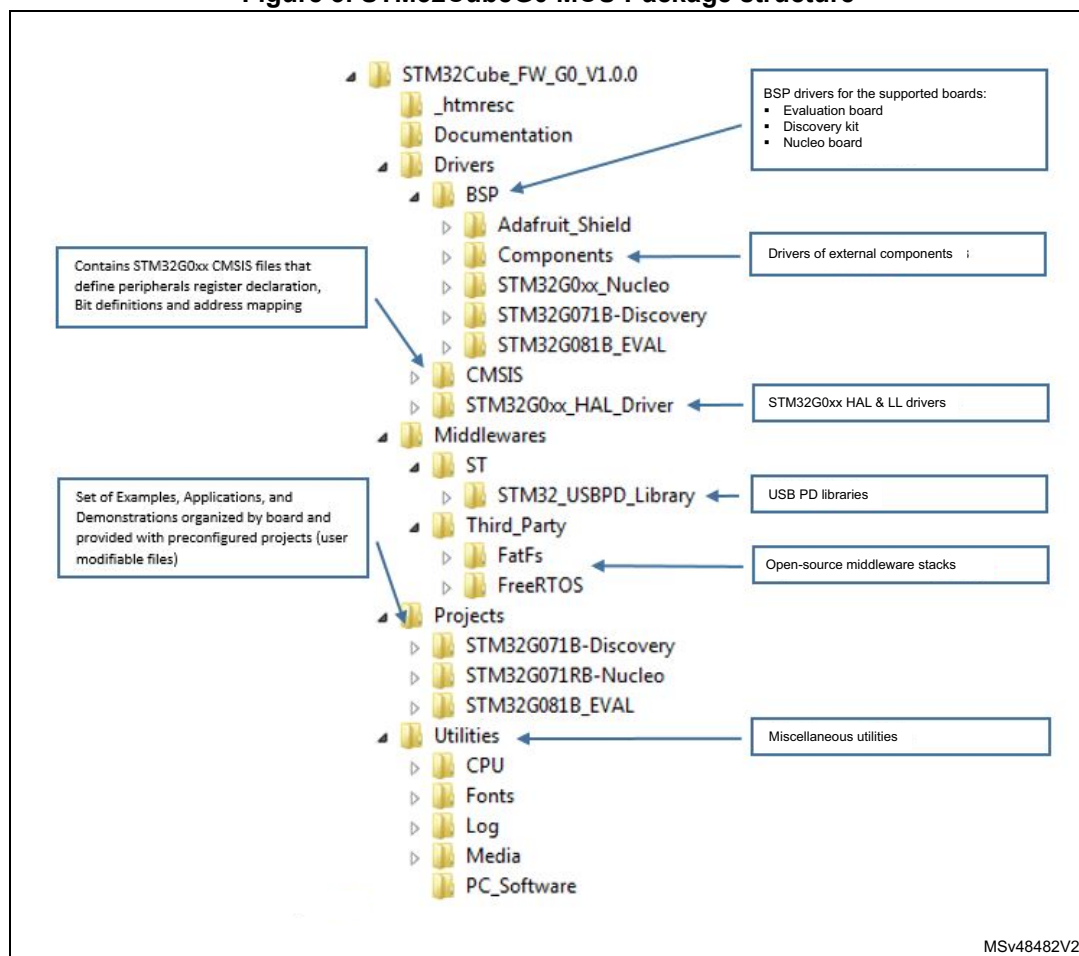 STM32Cube_FW_G0_V1.0.0
_htmresc
Documentation
Drivers
BSP
Adafruit_Shield
Components
STM32G0xx_Nucleo
STM32G071B-Discovery
STM32G081B_EVAL
CMSIS
STM32G0xx_HAL_Driver
Middlewares
ST
STM32_USBPD_Library
Third_Party
FatFs
FreeRTOS
Projects
STM32G071B-Discovery
STM32G071RB-Nucleo
STM32G081B_EVAL
Utilities
CPU
Fonts
Log
Media
PC_Software
BSP drivers for the supported boards:
▪ Evaluation board
▪ Discovery kit
▪ Nucleo board
Drivers of external components
Contains STM32G0xx CMSIS files that
define peripherals register declaration,
Bit definitions and address mapping
STM32G0xx HAL & LL drivers
USB PD libraries
Set of Examples, Applications, and
Demonstrations organized by board and
provided with preconfigured projects (user
modifiable files)
Open-source middleware stacks
Miscellaneous utilities
MSv48482V2